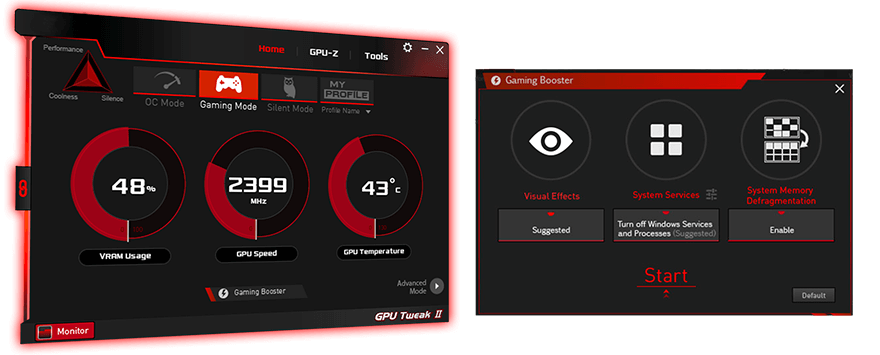 Performance
Coolness
Silence
Home
GPU-Z
Tools
OC Mode
Gaming Mode
Silent Mode
MY
PROFILE
Profile Name
48%
0
100
VRAM Usage
2399
MHz
GPU Speed
43°c
GPU Temperature
Gaming Booster
Advanced
Mode
GPU Tweak II
Monitor
Gaming Booster
Visual Effects
Suggested
System Services
Turn off Windows Services
and Processes (Suggested)
System Memory
Defragmentation
Enable
Start
Default